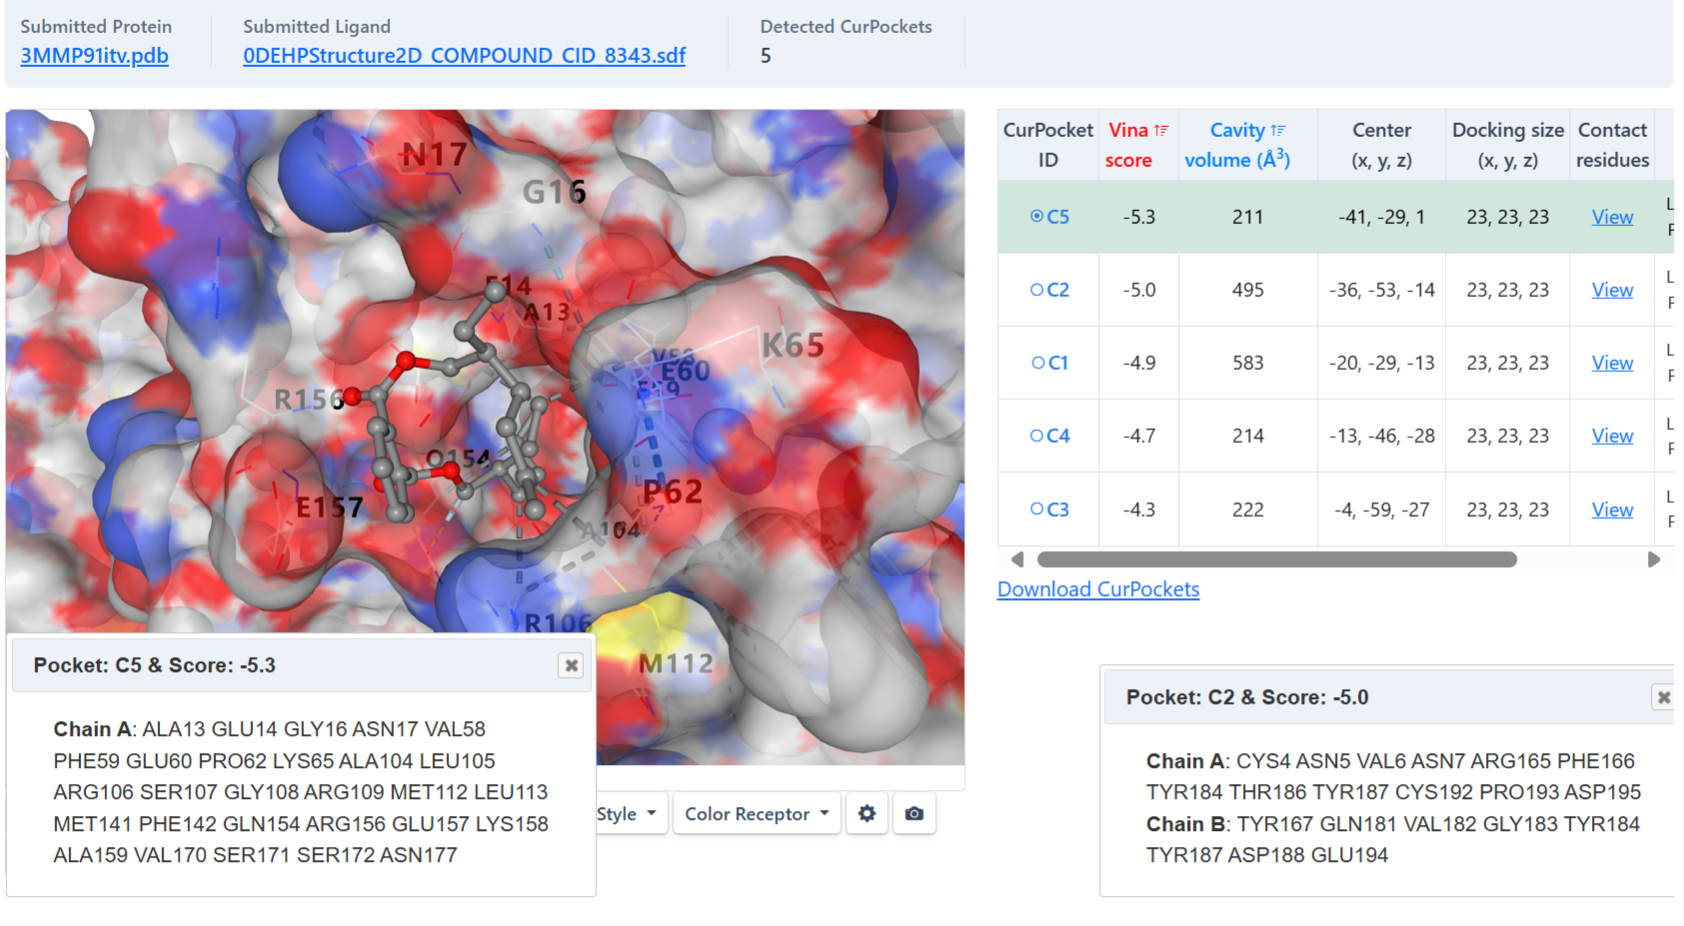 Submitted Protein
3MMP91itv.pdb
Submitted Ligand
0DEHPStructure2D_COMPOUND_CID_8343.sdf
Detected CurPockets
5
N17
G16
A13
K65
V58
E60
R156
Q154
E157
P62
A104
R106
M112
CurPocket ID Vina score Cavity volume (Å³) Center (x, y, z) Docking size (x, y, z) Contact residues
C5 -5.3 211 -41, -29, 1 23, 23, 23 View
C2 -5.0 495 -36, -53, -14 23, 23, 23 View
C1 -4.9 583 -20, -29, -13 23, 23, 23 View
C4 -4.7 214 -13, -46, -28 23, 23, 23 View
C3 -4.3 222 -4, -59, -27 23, 23, 23 View
Download CurPockets
Pocket: C5 & Score: -5.3
Chain A: ALA13 GLU14 GLY16 ASN17 VAL58
PHE59 GLU60 PRO62 LYS65 ALA104 LEU105
ARG106 SER107 GLY108 ARG109 MET112 LEU113
MET141 PHE142 GLN154 ARG156 GLU157 LYS158
ALA159 VAL170 SER171 SER172 ASN177
Style
Color Receptor
Pocket: C2 & Score: -5.0
Chain A: CYS4 ASN5 VAL6 ASN7 ARG165 PHE166
TYR184 THR186 TYR187 CYS192 PRO193 ASP195
Chain B: TYR167 GLN181 VAL182 GLY183 TYR184
TYR187 ASP188 GLU194